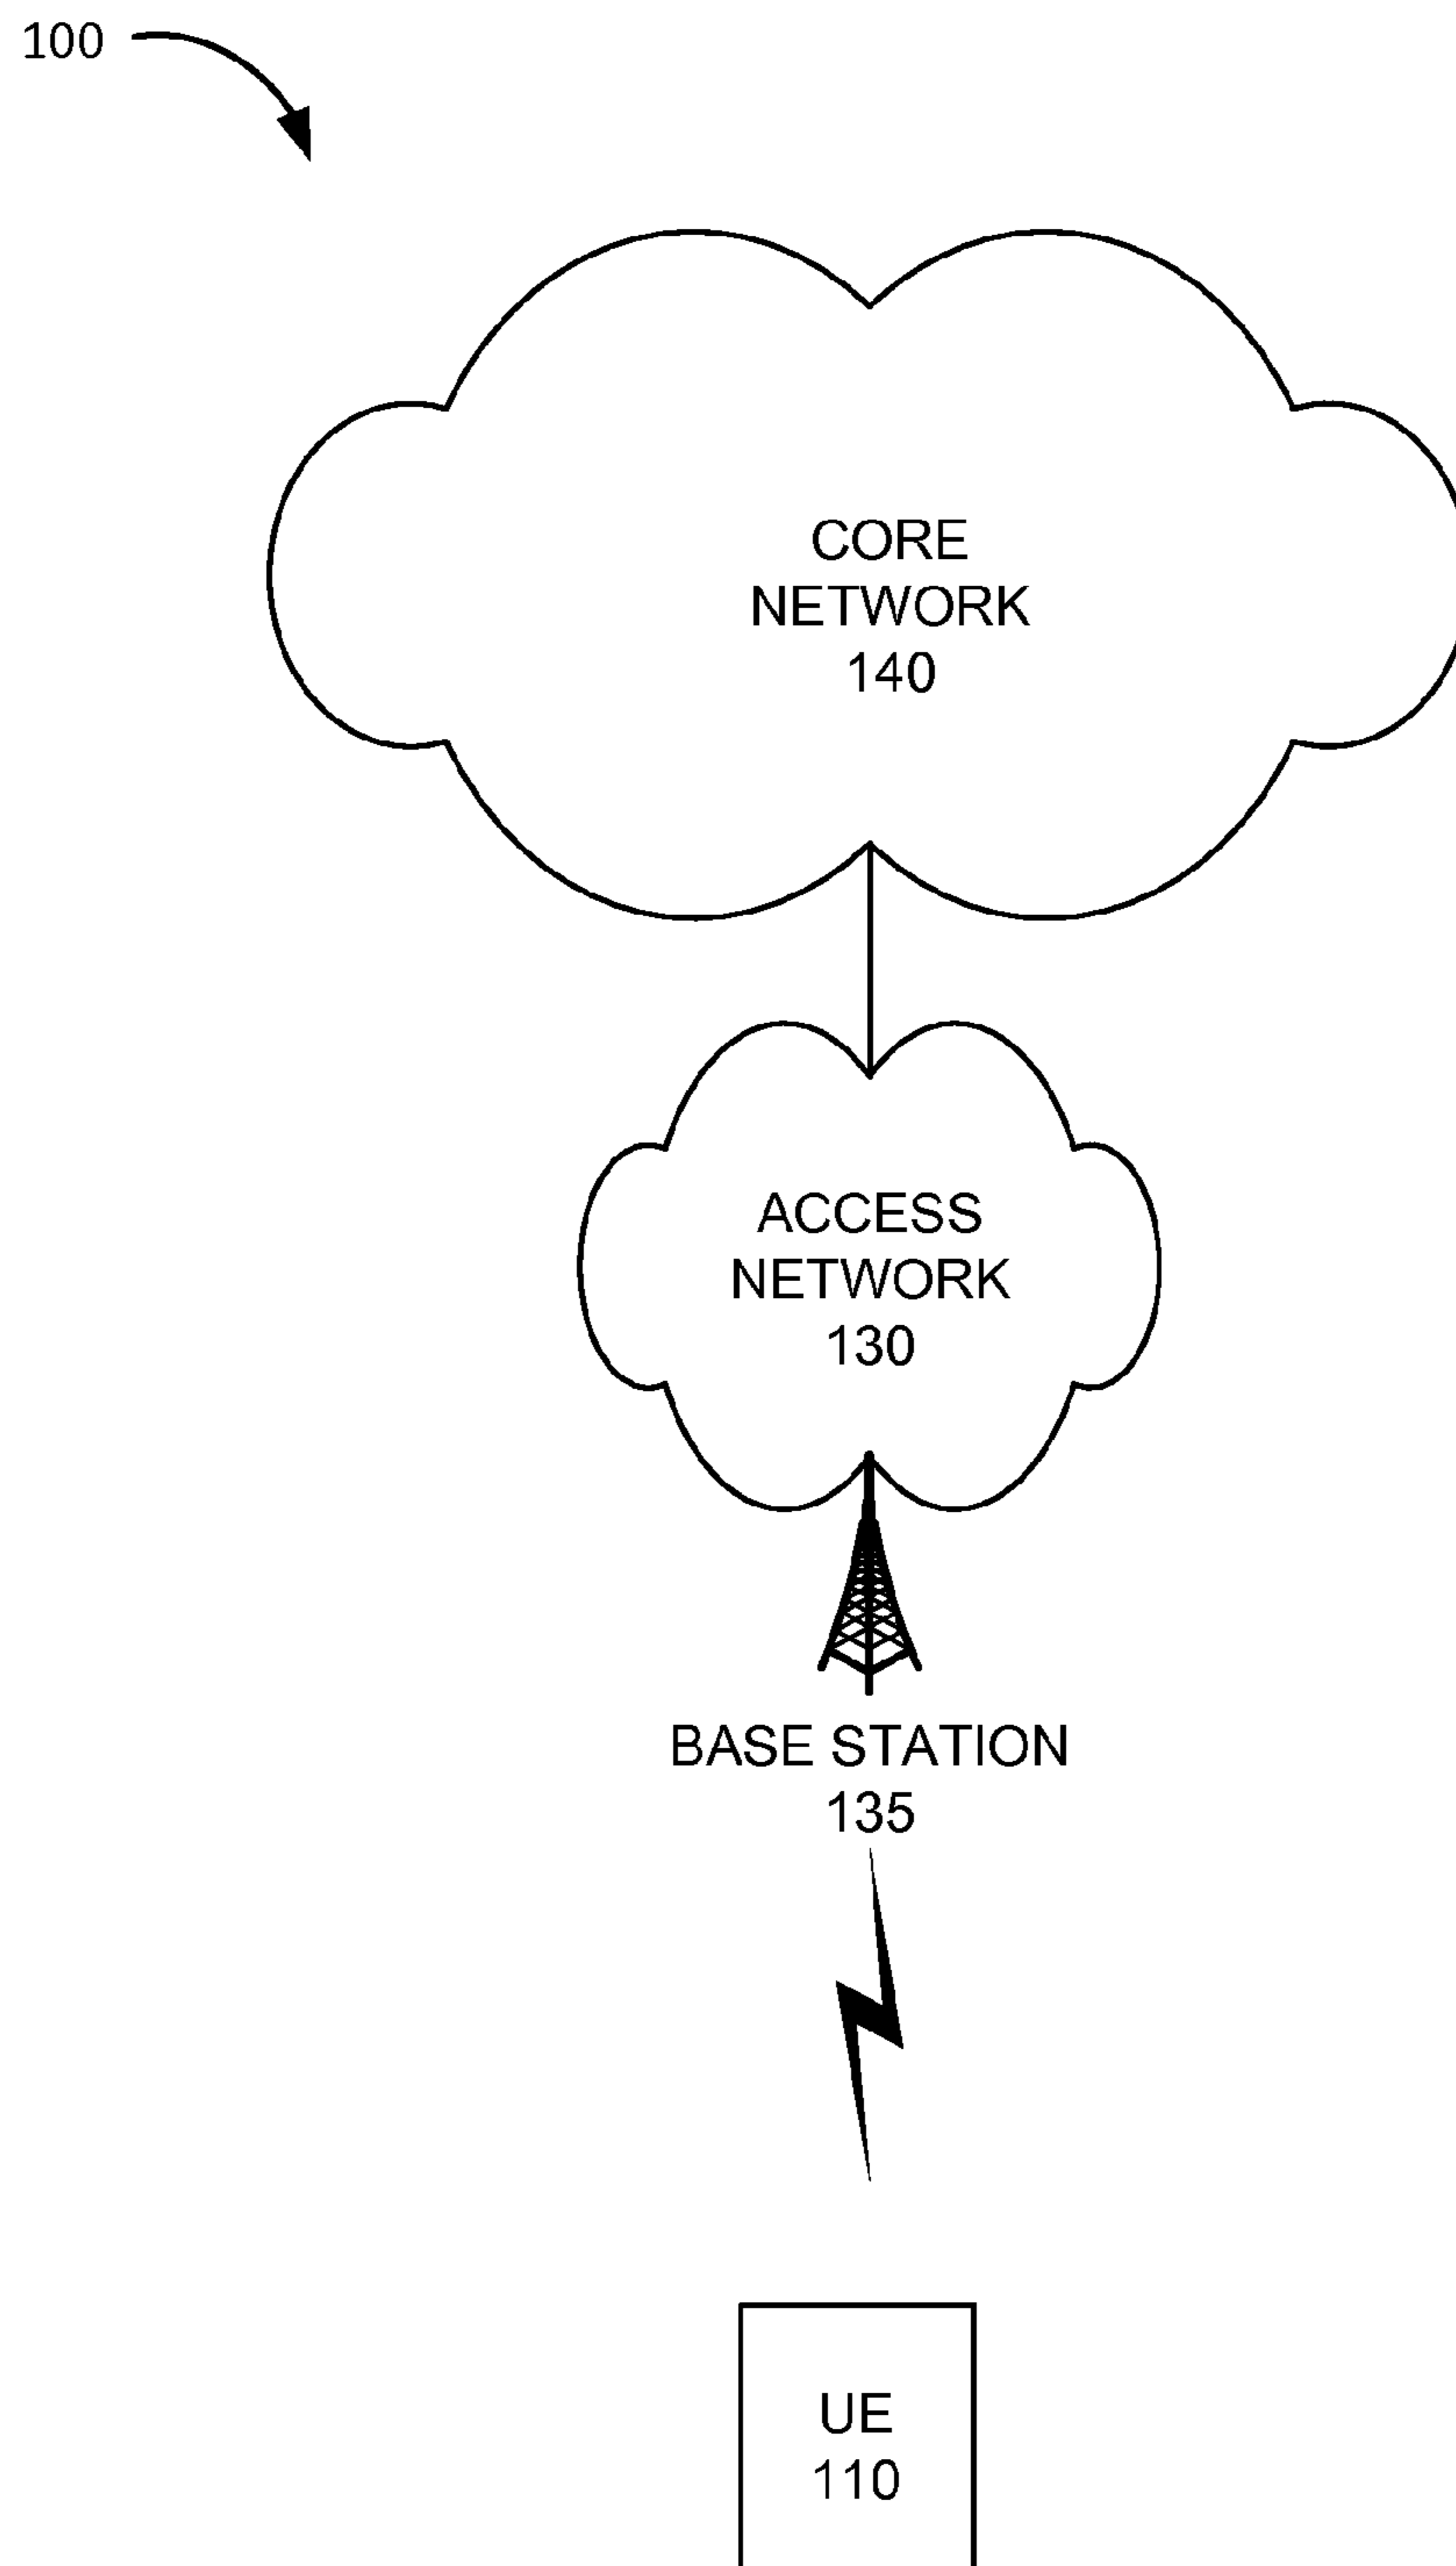 100
CORE
NETWORK
140
ACCESS
NETWORK
130
BASE STATION
135
UE
110